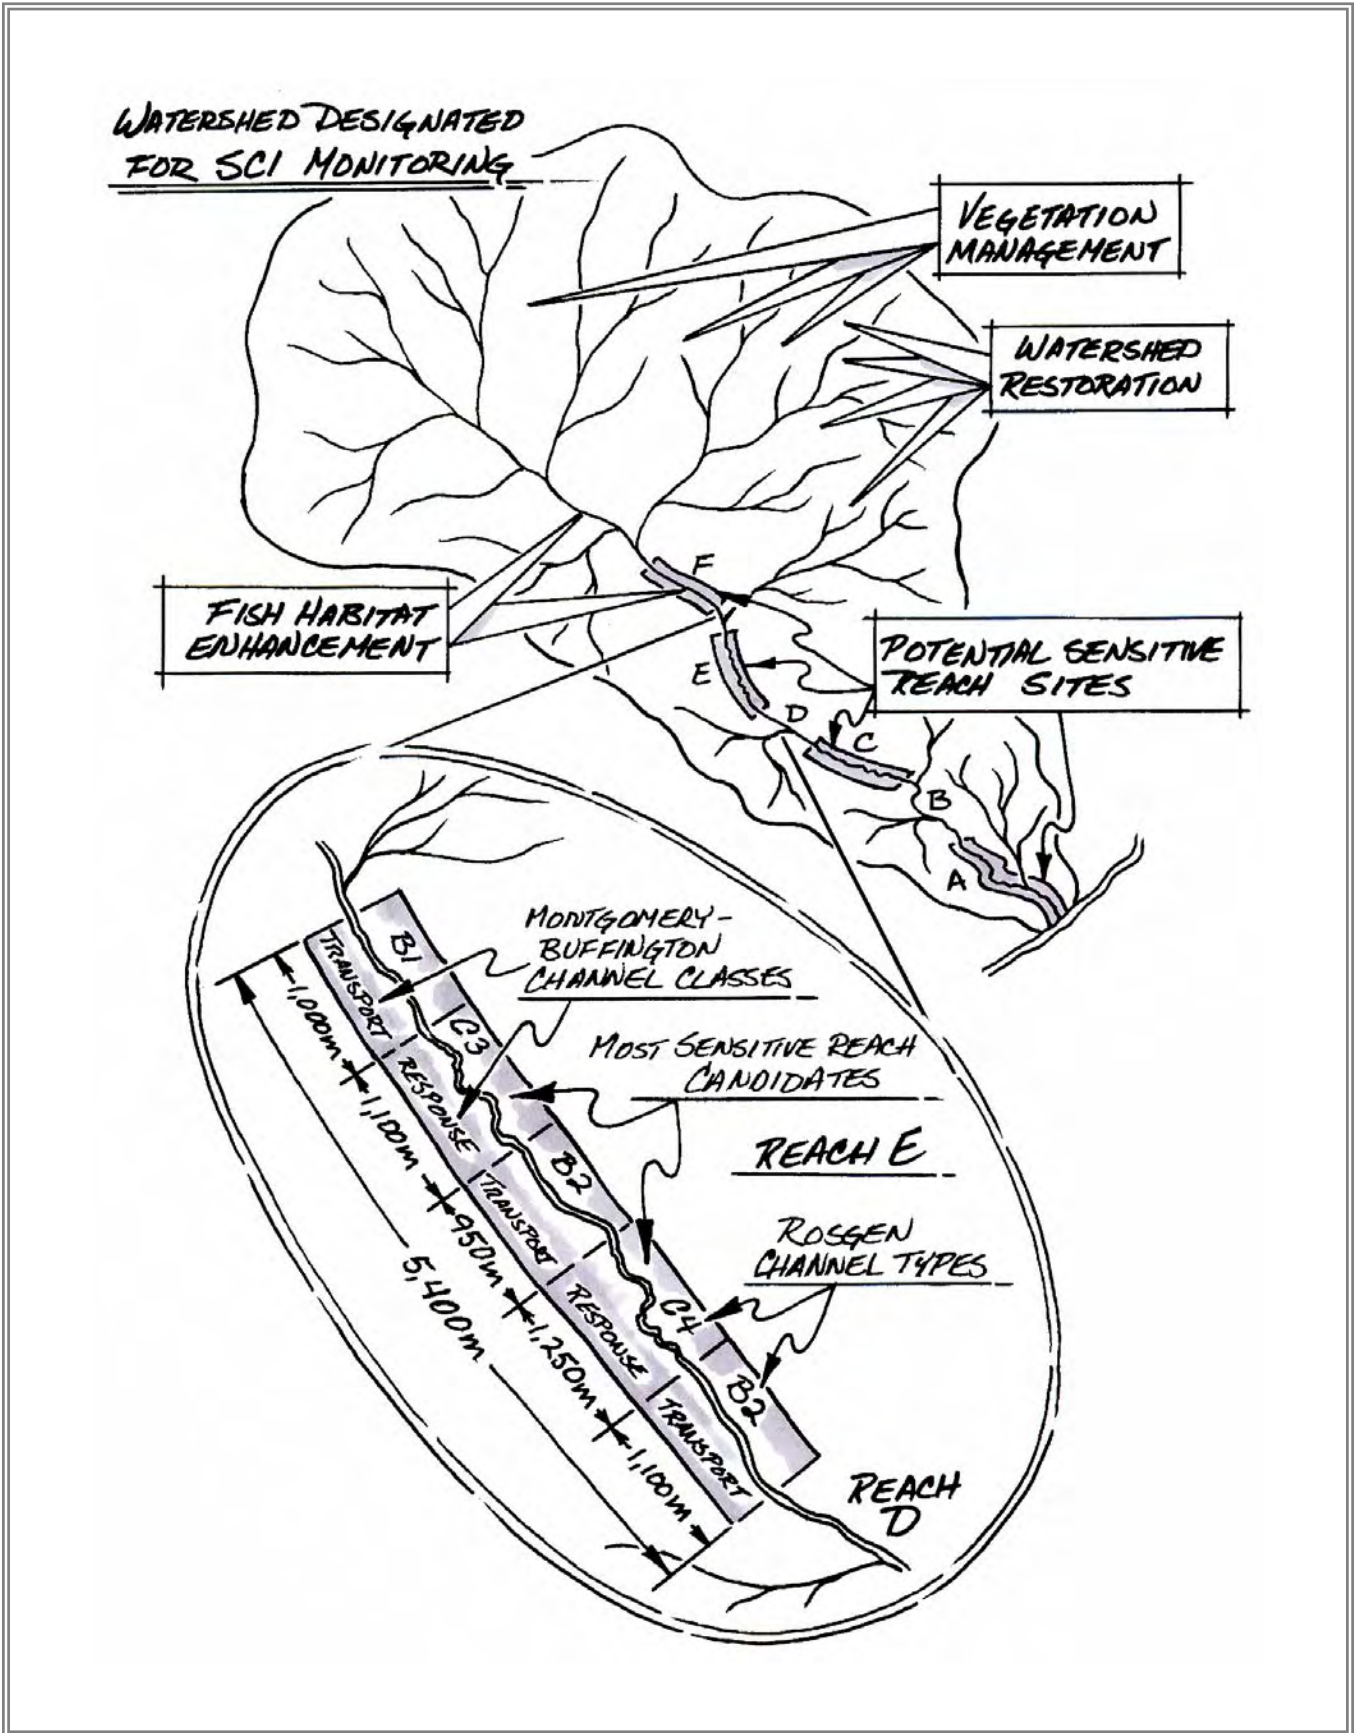 WATERSHED DESIGNATED
FOR SCI MONITORING
VEGETATION
MANAGEMENT
WATERSHED
RESTORATION
FISH HABITAT
ENHANCEMENT
POTENTIAL SENSITIVE
REACH SITES
F
E
D
C
B
A
MONTGOMERY-
BUFFINGTON
CHANNEL CLASSES
MOST SENSITIVE REACH
CANDIDATES
REACH E
ROSGEN
CHANNEL TYPES
B1
C3
B2
C4
B2
TRANSPORT
RESPONSE
TRANSPORT
RESPONSE
TRANSPORT
1,000m
1,100m
950m
1,250m
1,100m
5,400m
REACH
D